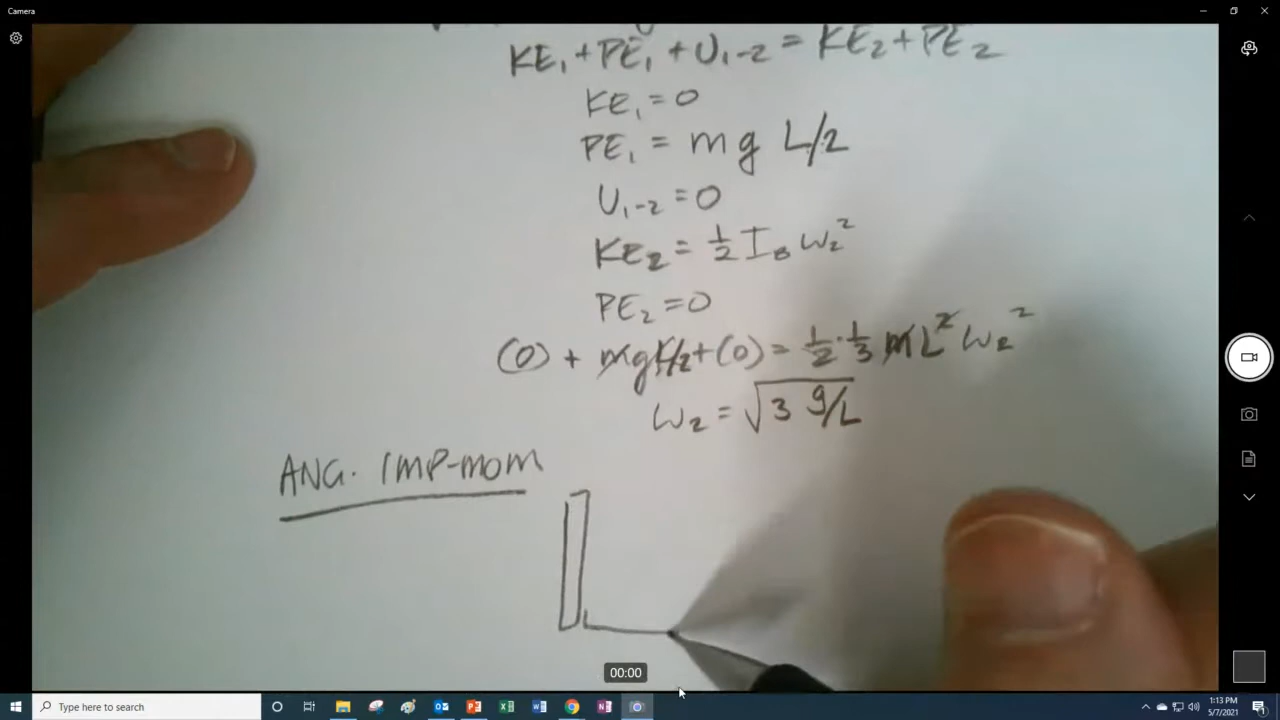 Camera
KE₁ + PE₁ + U₁₋₂ = KE₂ + PE₂
KE₁ = 0
PE₁ = mg L/2
U₁₋₂ = 0
KE₂ = ½ I_B ω₂²
PE₂ = 0
(0) + mg L/2 + (0) = ½ · ⅓ mL² ω₂²
ω₂ = √(3 g/L)
ANG. IMP-MOM
00:00
Type here to search
1:13 PM
5/7/2021